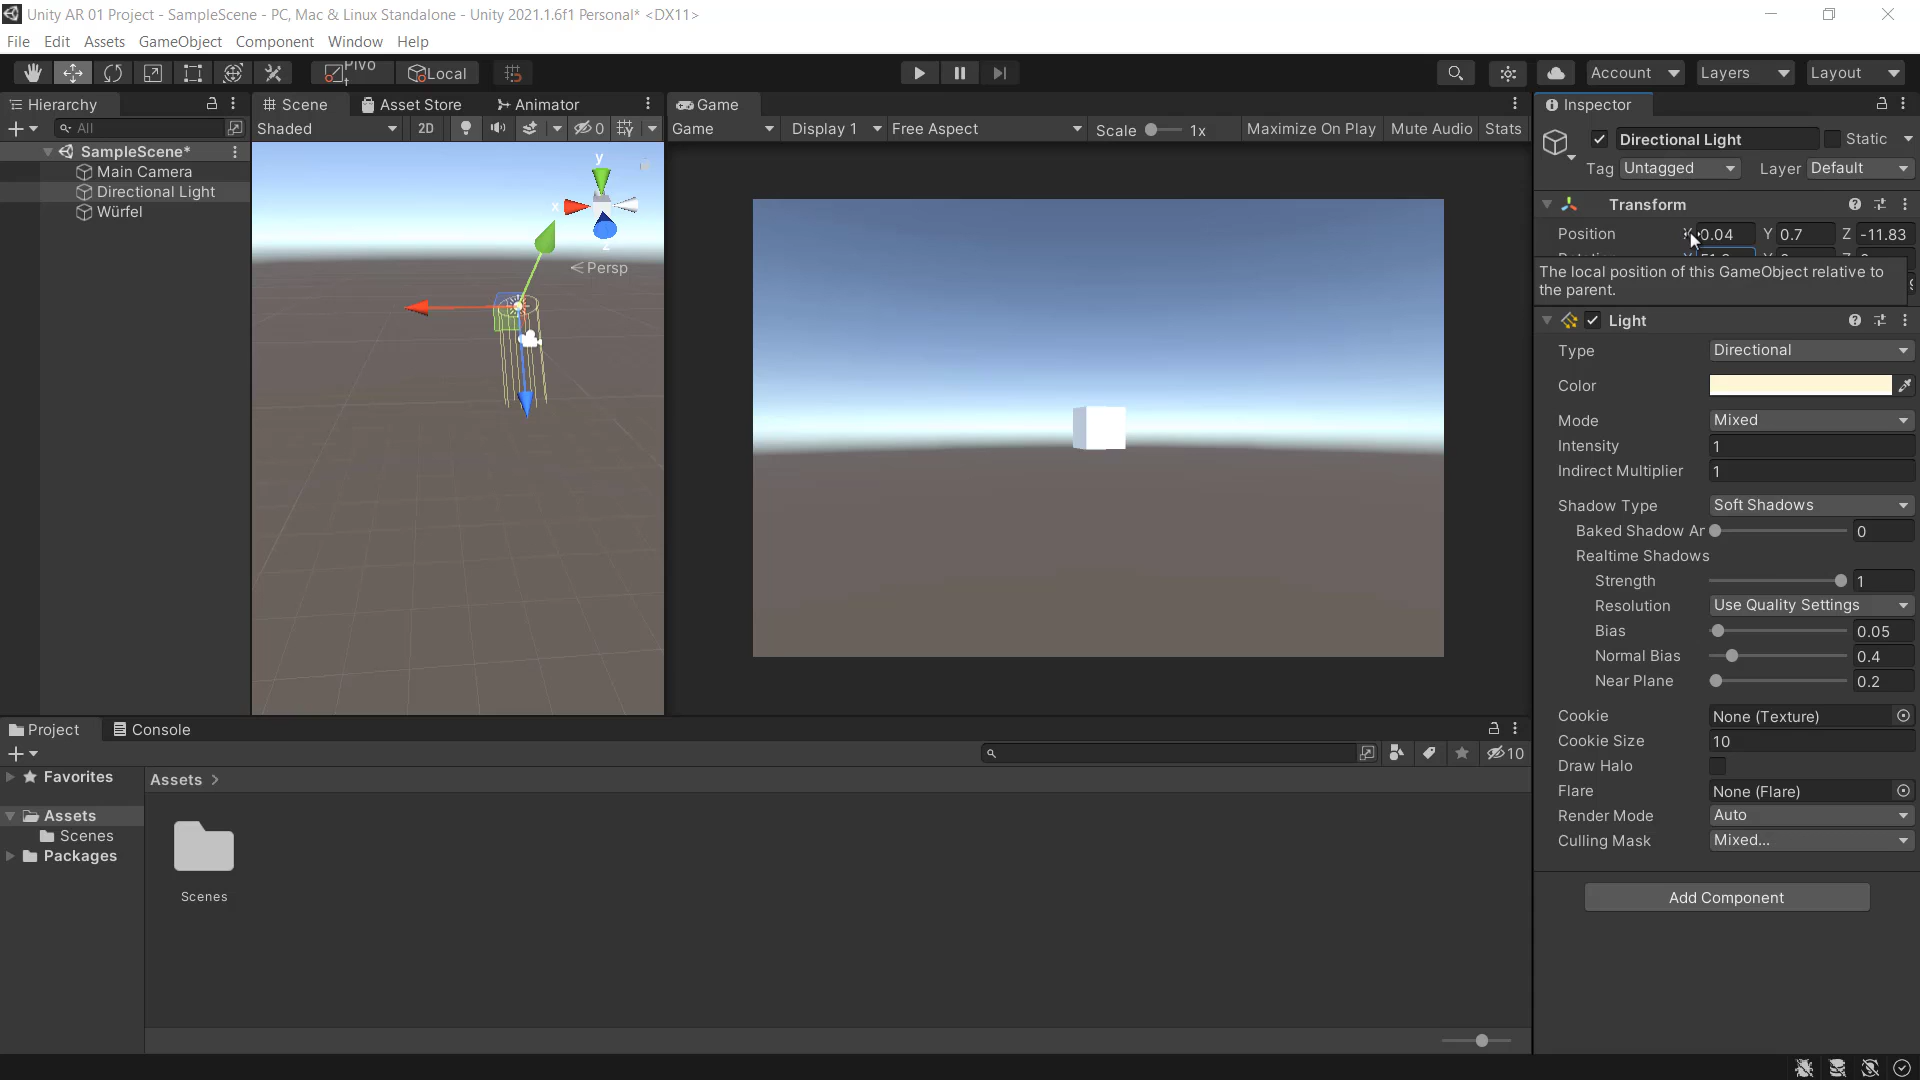 Unity AR 01 Project - SampleScene - PC, Mac & Linux Standalone - Unity 2021.1.6f1 Personal* <DX11>
File Edit Assets GameObject Component Window Help
Pivot Local Account Layers Layout
Hierarchy
All
SampleScene*
Main Camera
Directional Light
Würfel
Scene Asset Store Animator
Shaded 2D 0
y
x
z
Persp
Game
Game Display 1 Free Aspect Scale 1x Maximize On Play Mute Audio Stats
Inspector
Directional Light Static
Tag Untagged Layer Default
Transform
Position X 0.04 Y 0.7 Z -11.83
The local position of this GameObject relative to
the parent.
Light
Type Directional
Color
Mode Mixed
Intensity 1
Indirect Multiplier 1
Shadow Type Soft Shadows
Baked Shadow Ar 0
Realtime Shadows
Strength 1
Resolution Use Quality Settings
Bias 0.05
Normal Bias 0.4
Near Plane 0.2
Cookie None (Texture)
Cookie Size 10
Draw Halo
Flare None (Flare)
Render Mode Auto
Culling Mask Mixed...
Add Component
Project Console
10
Favorites
Assets
Scenes
Packages
Assets >
Scenes